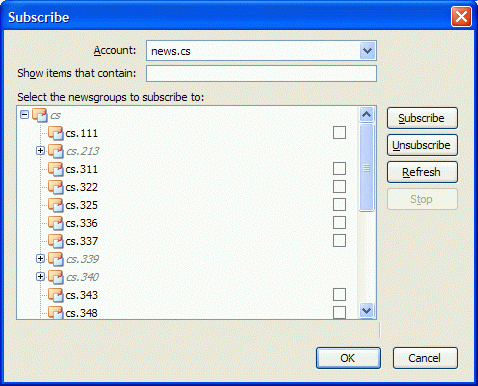 Subscribe
Account: news.cs
Show items that contain:
Select the newsgroups to subscribe to:
cs
cs.111
cs.213
cs.311
cs.322
cs.325
cs.336
cs.337
cs.339
cs.340
cs.343
cs.348
Subscribe
Unsubscribe
Refresh
Stop
OK
Cancel